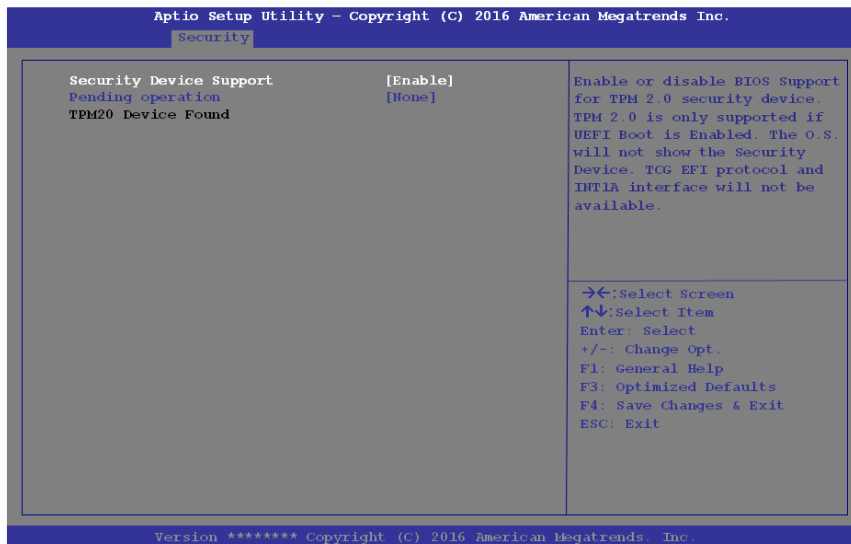 Aptio Setup Utility – Copyright (C) 2016 American Megatrends Inc.
Security
Security Device Support [Enable]
Pending operation [None]
TPM20 Device Found
Enable or disable BIOS Support
for TPM 2.0 security device.
TPM 2.0 is only supported if
UEFI Boot is Enabled. The O.S.
will not show the Security
Device. TCG EFI protocol and
INT1A interface will not be
available.
→←:Select Screen
↑↓:Select Item
Enter: Select
+/-: Change Opt.
F1: General Help
F3: Optimized Defaults
F4: Save Changes & Exit
ESC: Exit
Version ******** Copyright (C) 2016 American Megatrends. Inc.